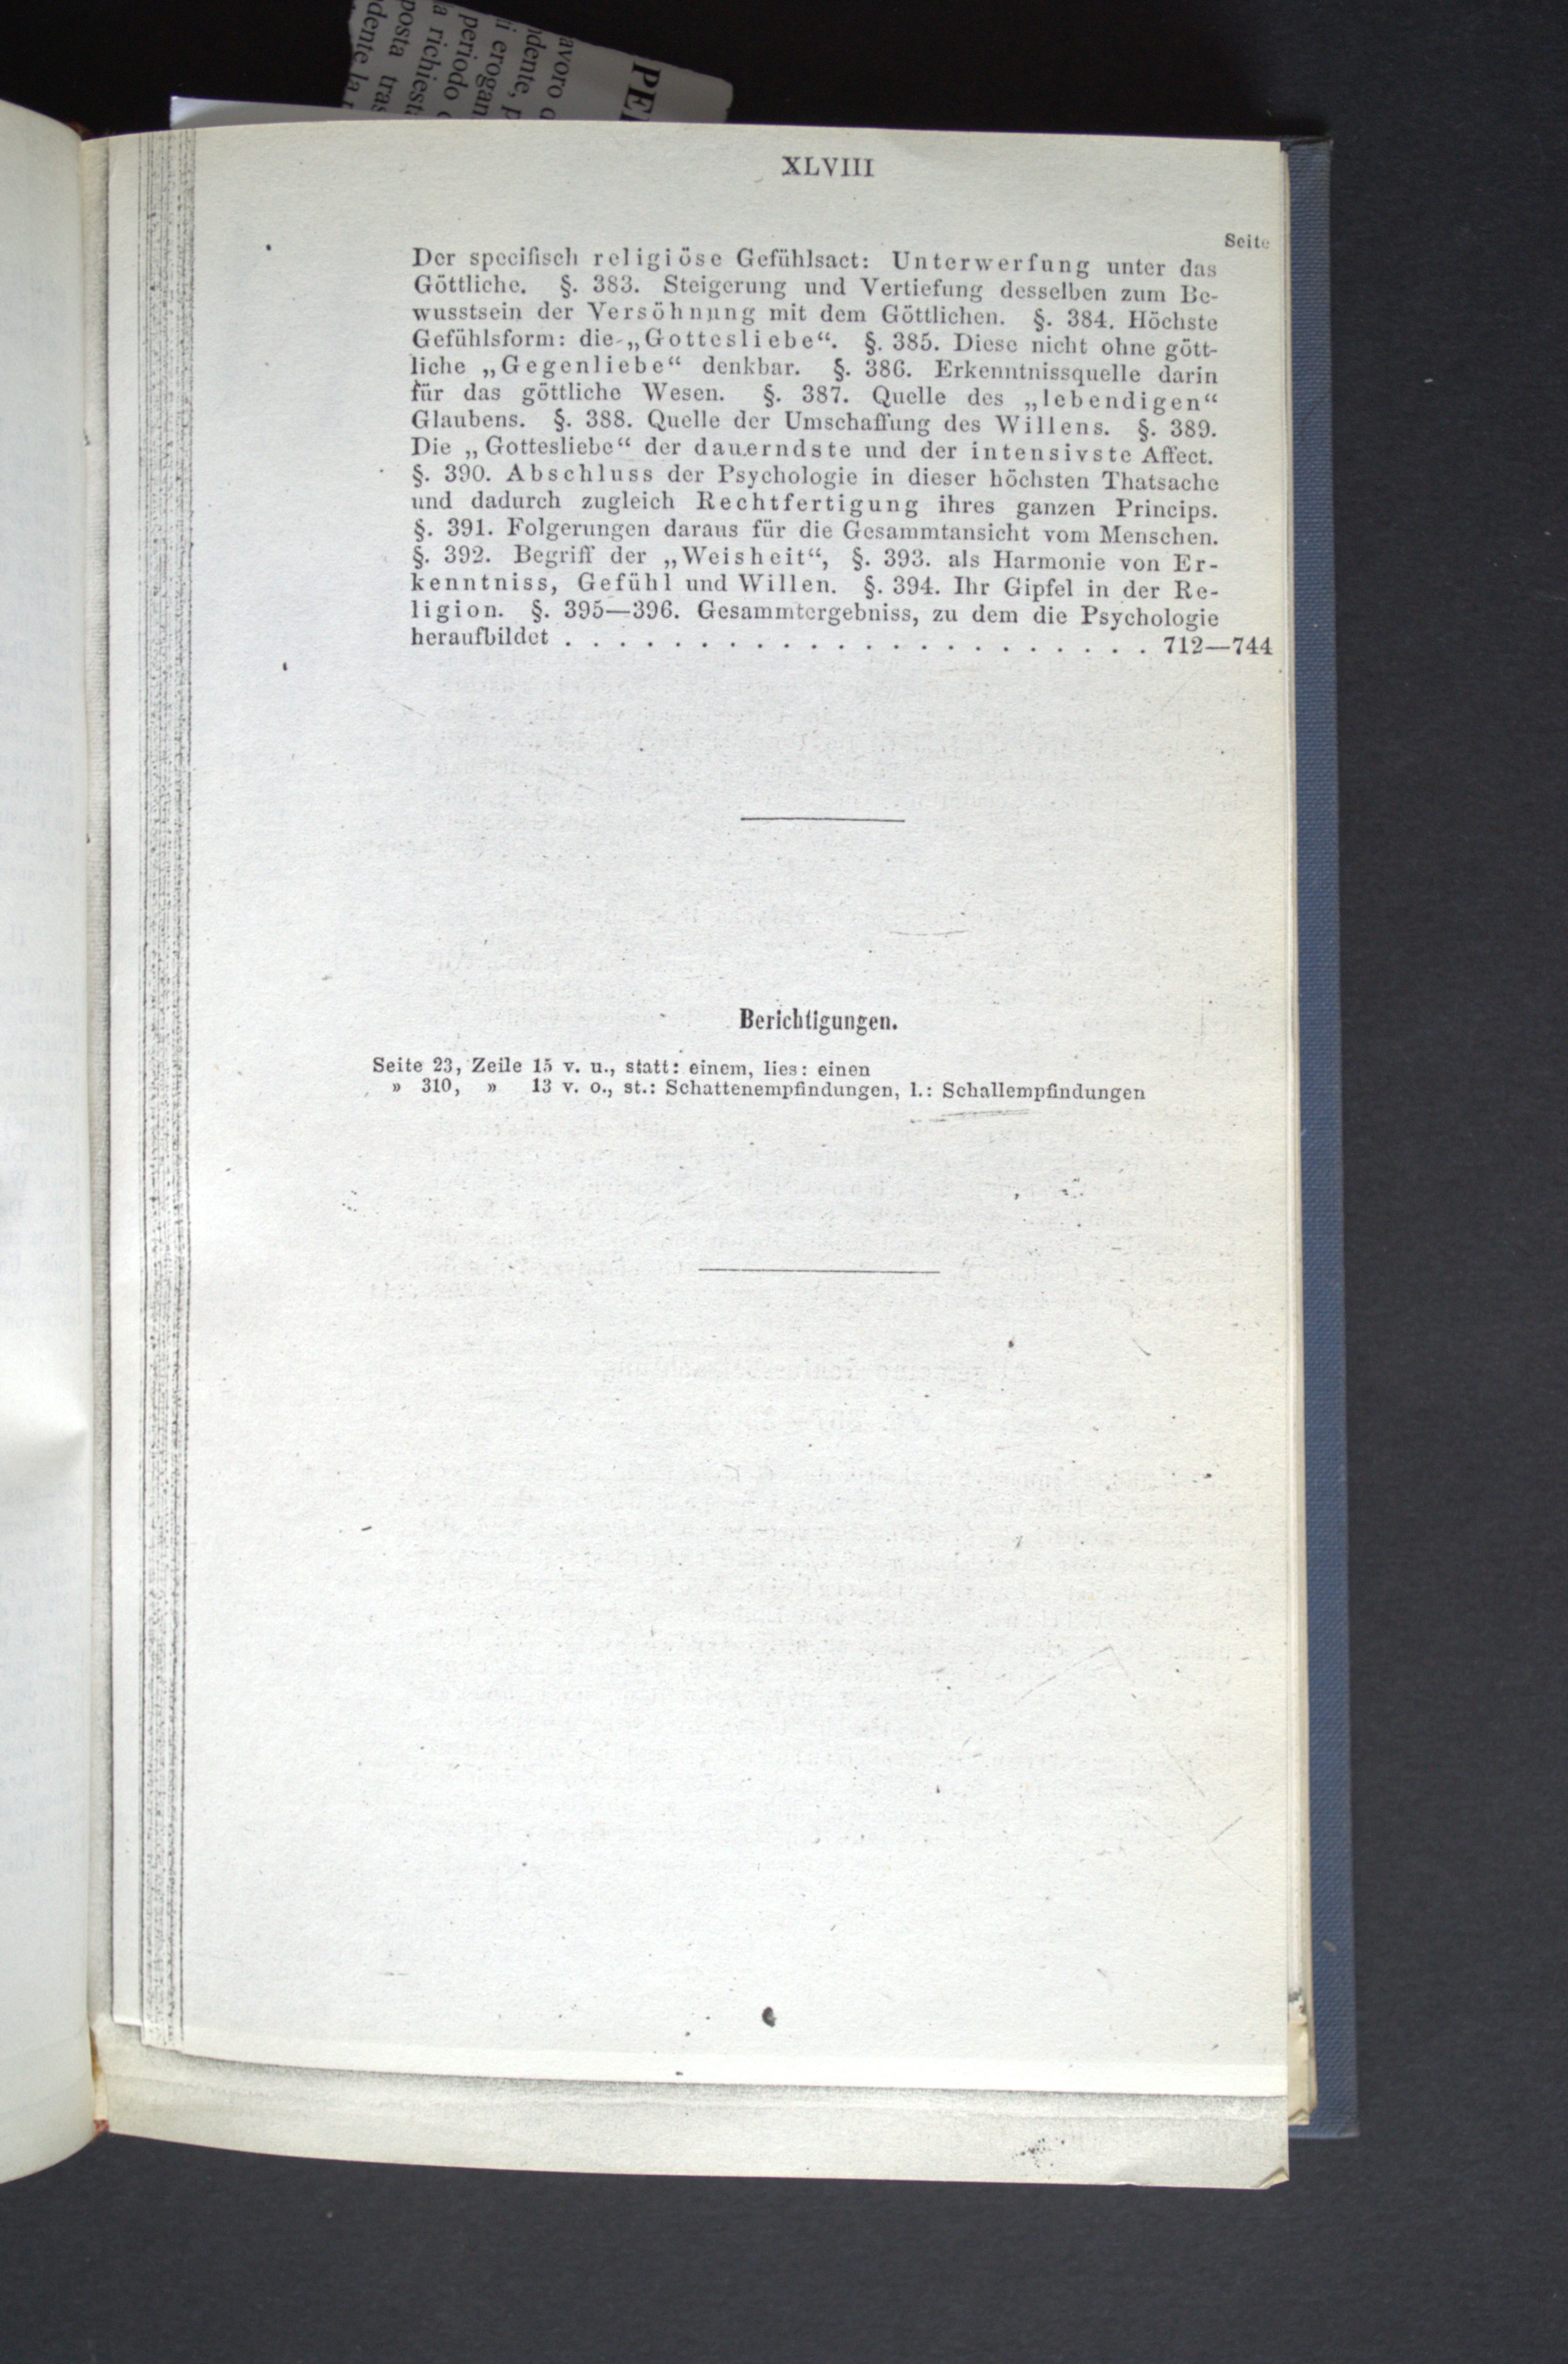 XLVIII
Seite
Der specifisch religiöse Gefühlsact: Unterwerfung unter das
Göttliche. §. 383. Steigerung und Vertiefung desselben zum Be-
wusstsein der Versöhnung mit dem Göttlichen. §. 384. Höchste
Gefühlsform: die „Gottesliebe“. §. 385. Diese nicht ohne gött-
liche „Gegenliebe“ denkbar. §. 386. Erkenntnissquelle darin
für das göttliche Wesen. §. 387. Quelle des „lebendigen“
Glaubens. §. 388. Quelle der Umschaffung des Willens. §. 389.
Die „Gottesliebe“ der dauerndste und der intensivste Affect.
§. 390. Abschluss der Psychologie in dieser höchsten Thatsache
und dadurch zugleich Rechtfertigung ihres ganzen Princips.
§. 391. Folgerungen daraus für die Gesammtansicht vom Menschen.
§. 392. Begriff der „Weisheit“, §. 393. als Harmonie von Er-
kenntniss, Gefühl und Willen. §. 394. Ihr Gipfel in der Re-
ligion. §. 395—396. Gesammtergebniss, zu dem die Psychologie
heraufbildet . . . . . . . . . . . . . . . . . . . . . . 712—744
Berichtigungen.
Seite 23, Zeile 15 v. u., statt: einem, lies: einen
» 310, » 13 v. o., st.: Schattenempfindungen, l.: Schallempfindungen